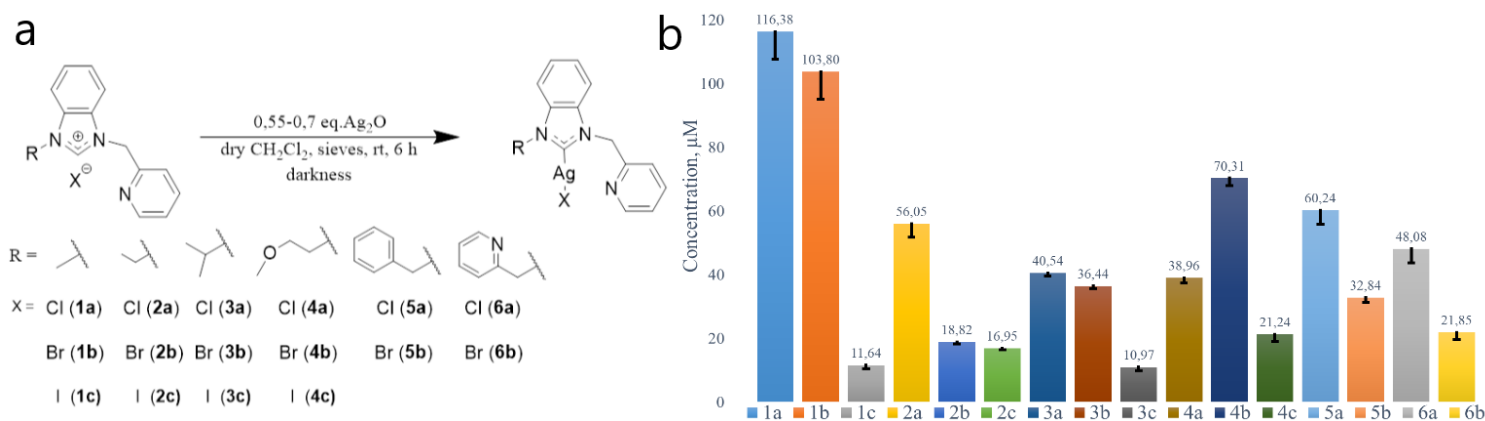 a
0,55-0,7 eq.Ag₂O
dry CH₂Cl₂, sieves, rt, 6 h
darkness
R N ⊕ N
X⊖ N
R N N
Ag N
X
R = O N
X = Cl (1a) Cl (2a) Cl (3a) Cl (4a) Cl (5a) Cl (6a)
Br (1b) Br (2b) Br (3b) Br (4b) Br (5b) Br (6b)
I (1c) I (2c) I (3c) I (4c)
b
Concentration, µM
120
100
80
60
40
20
0
116,38
103,80
11,64
56,05
18,82
16,95
40,54
36,44
10,97
38,96
70,31
21,24
60,24
32,84
48,08
21,85
1a 1b 1c 2a 2b 2c 3a 3b 3c 4a 4b 4c 5a 5b 6a 6b